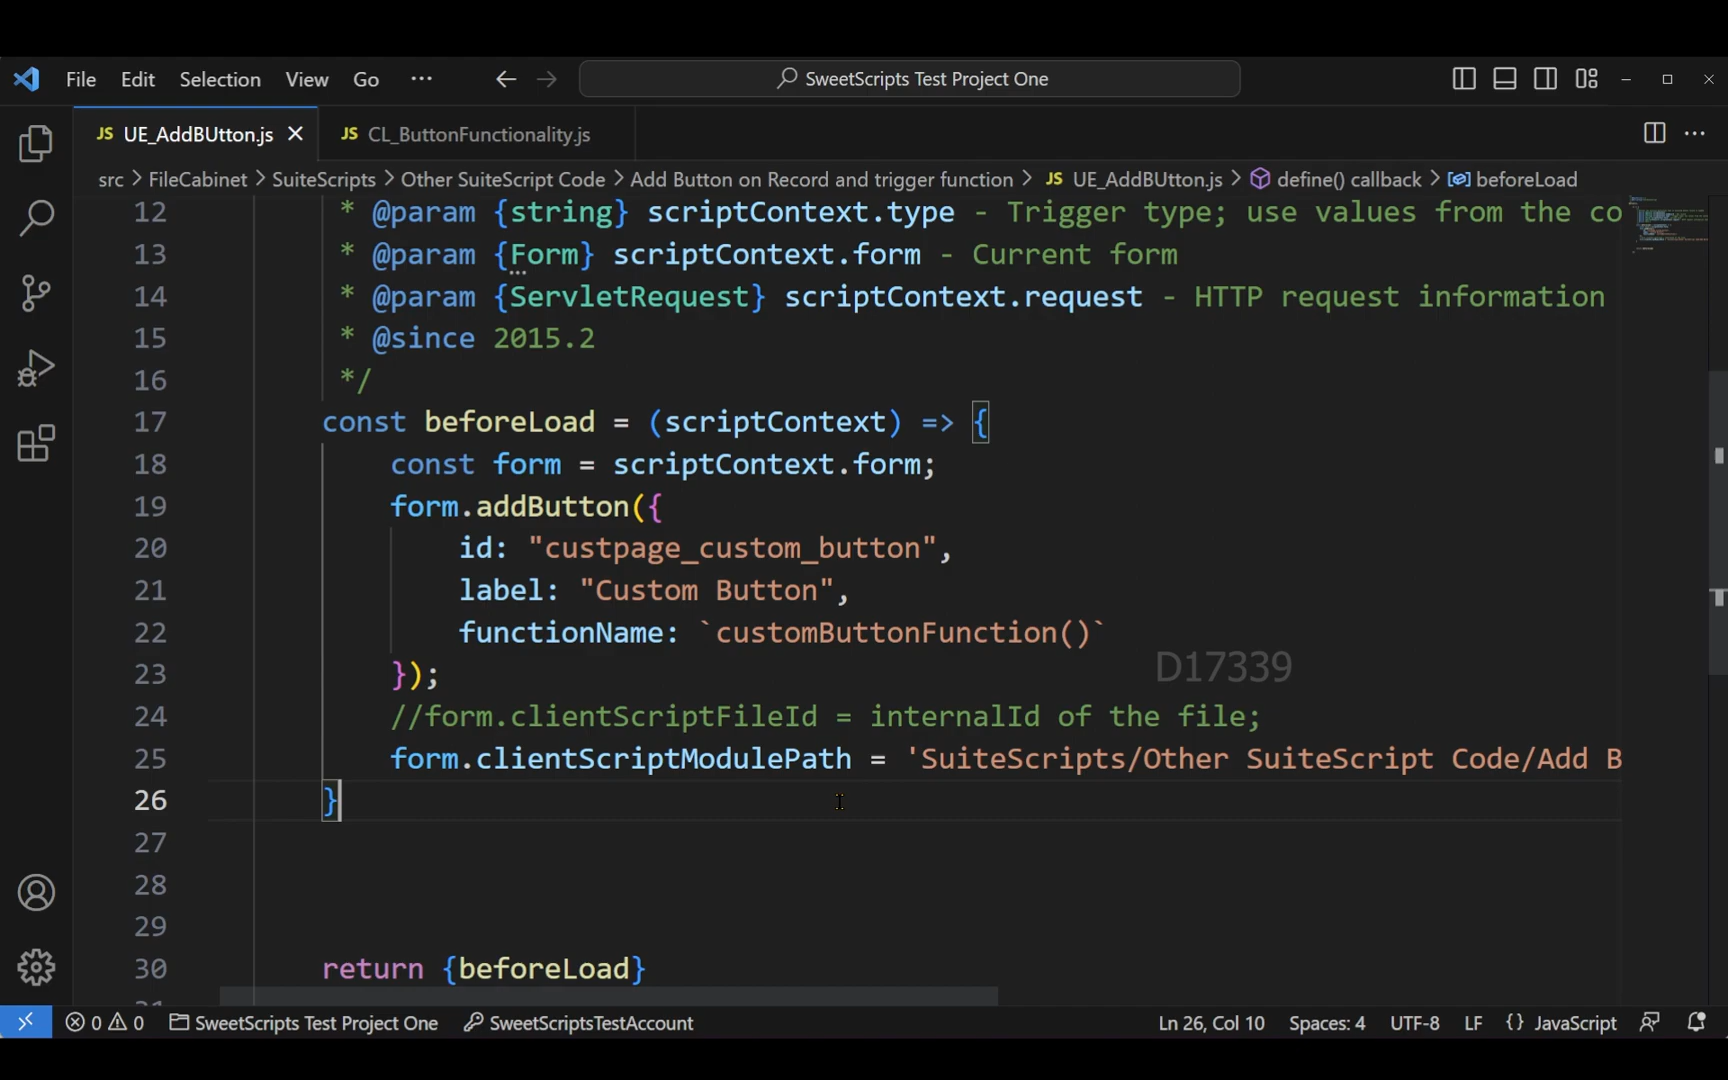 File Edit Selection View Go ··· SweetScripts Test Project One
JS UE_AddBUtton.js JS CL_ButtonFunctionality.js
src > FileCabinet > SuiteScripts > Other SuiteScript Code > Add Button on Record and trigger function > JS UE_AddBUtton.js > define() callback > beforeLoad
12 * @param {string} scriptContext.type - Trigger type; use values from the co
13 * @param {Form} scriptContext.form - Current form
14 * @param {ServletRequest} scriptContext.request - HTTP request information
15 * @since 2015.2
16 */
17 const beforeLoad = (scriptContext) => {
18 const form = scriptContext.form;
19 form.addButton({
20 id: "custpage_custom_button",
21 label: "Custom Button",
22 functionName: `customButtonFunction()`
23 });
D17339
24 //form.clientScriptFileId = internalId of the file;
25 form.clientScriptModulePath = 'SuiteScripts/Other SuiteScript Code/Add B
26 }
27
28
29
30 return {beforeLoad}
0 0 SweetScripts Test Project One SweetScriptsTestAccount Ln 26, Col 10 Spaces: 4 UTF-8 LF {} JavaScript